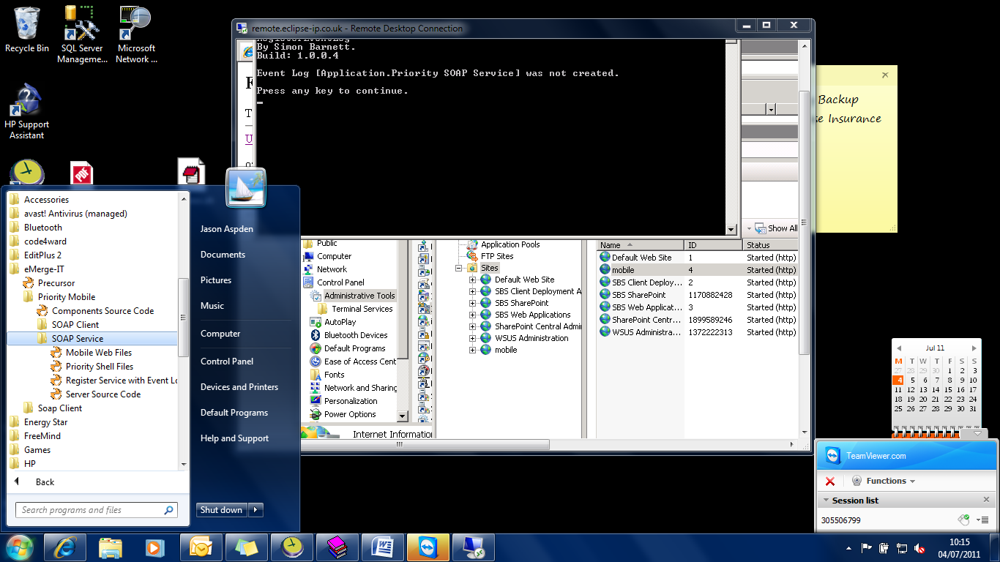 Recycle Bin
SQL Server Manageme...
Microsoft Network ...
HP Support Assistant
remote.eclipse-ip.co.uk - Remote Desktop Connection
By Simon Barnett.
Build: 1.0.0.4
Event Log [Application.Priority SOAP Service] was not created.
Press any key to continue.
Show All
Backup
Insurance
Accessories
avast! Antivirus (managed)
Bluetooth
code4ward
EditPlus 2
eMerge-IT
Precursor
Priority Mobile
Components Source Code
SOAP Client
SOAP Service
Mobile Web Files
Priority Shell Files
Register Service with Event Lo
Server Source Code
Soap Client
Energy Star
FreeMind
Games
HP
Back
Search programs and files
Jason Aspden
Documents
Pictures
Music
Computer
Control Panel
Devices and Printers
Default Programs
Help and Support
Shut down
Public
Computer
Network
Control Panel
Administrative Tools
Terminal Services
AutoPlay
Bluetooth Devices
Default Programs
Ease of Access Cent
Fonts
Network and Sharing
Personalization
Power Options
Internet Information
Application Pools
FTP Sites
Sites
Default Web Site
SBS Client Deployment A
SBS SharePoint
SBS Web Applications
SharePoint Central Admin
WSUS Administration
mobile
Name ID Status
Default Web Site 1 Started (http)
mobile 4 Started (http)
SBS Client Deploy... 2 Started (http)
SBS SharePoint 1170882428 Started (http)
SBS Web Applicat... 3 Started (http)
SharePoint Centr... 1899589246 Started (http)
WSUS Administra... 1372222313 Started (http)
Jul 11
M T W T F S S
27 28 29 30 1 2 3
4 5 6 7 8 9 10
11 12 13 14 15 16 17
18 19 20 21 22 23 24
25 26 27 28 29 30 31
TeamViewer.com
Functions
Session list
305506799
10:15
04/07/2011